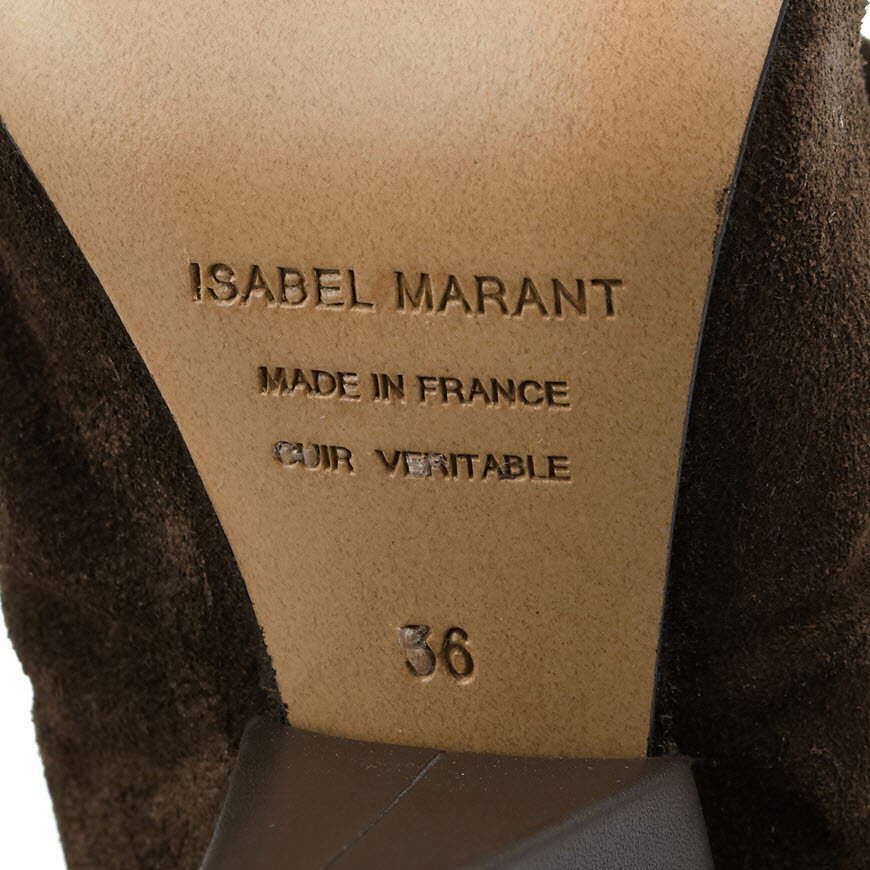 ISABEL MARANT
MADE IN FRANCE
CUIR VERITABLE
36